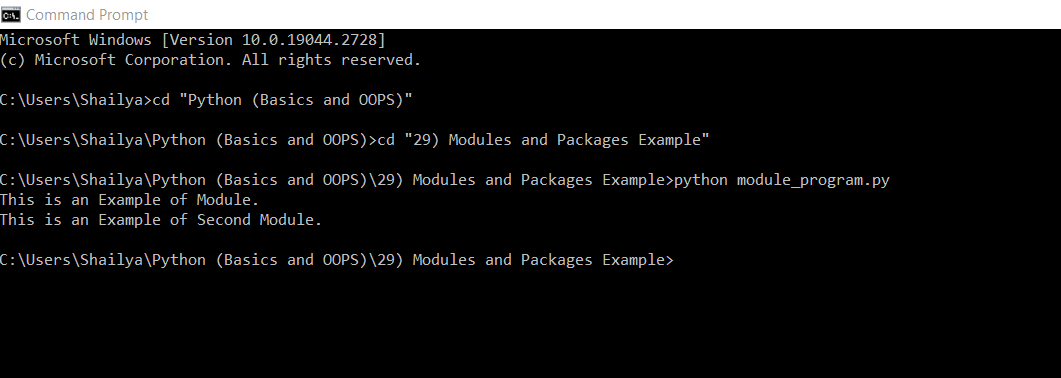 Command Prompt
Microsoft Windows [Version 10.0.19044.2728]
(c) Microsoft Corporation. All rights reserved.
C:\Users\Shailya>cd "Python (Basics and OOPS)"
C:\Users\Shailya\Python (Basics and OOPS)>cd "29) Modules and Packages Example"
C:\Users\Shailya\Python (Basics and OOPS)\29) Modules and Packages Example>python module_program.py
This is an Example of Module.
This is an Example of Second Module.
C:\Users\Shailya\Python (Basics and OOPS)\29) Modules and Packages Example>